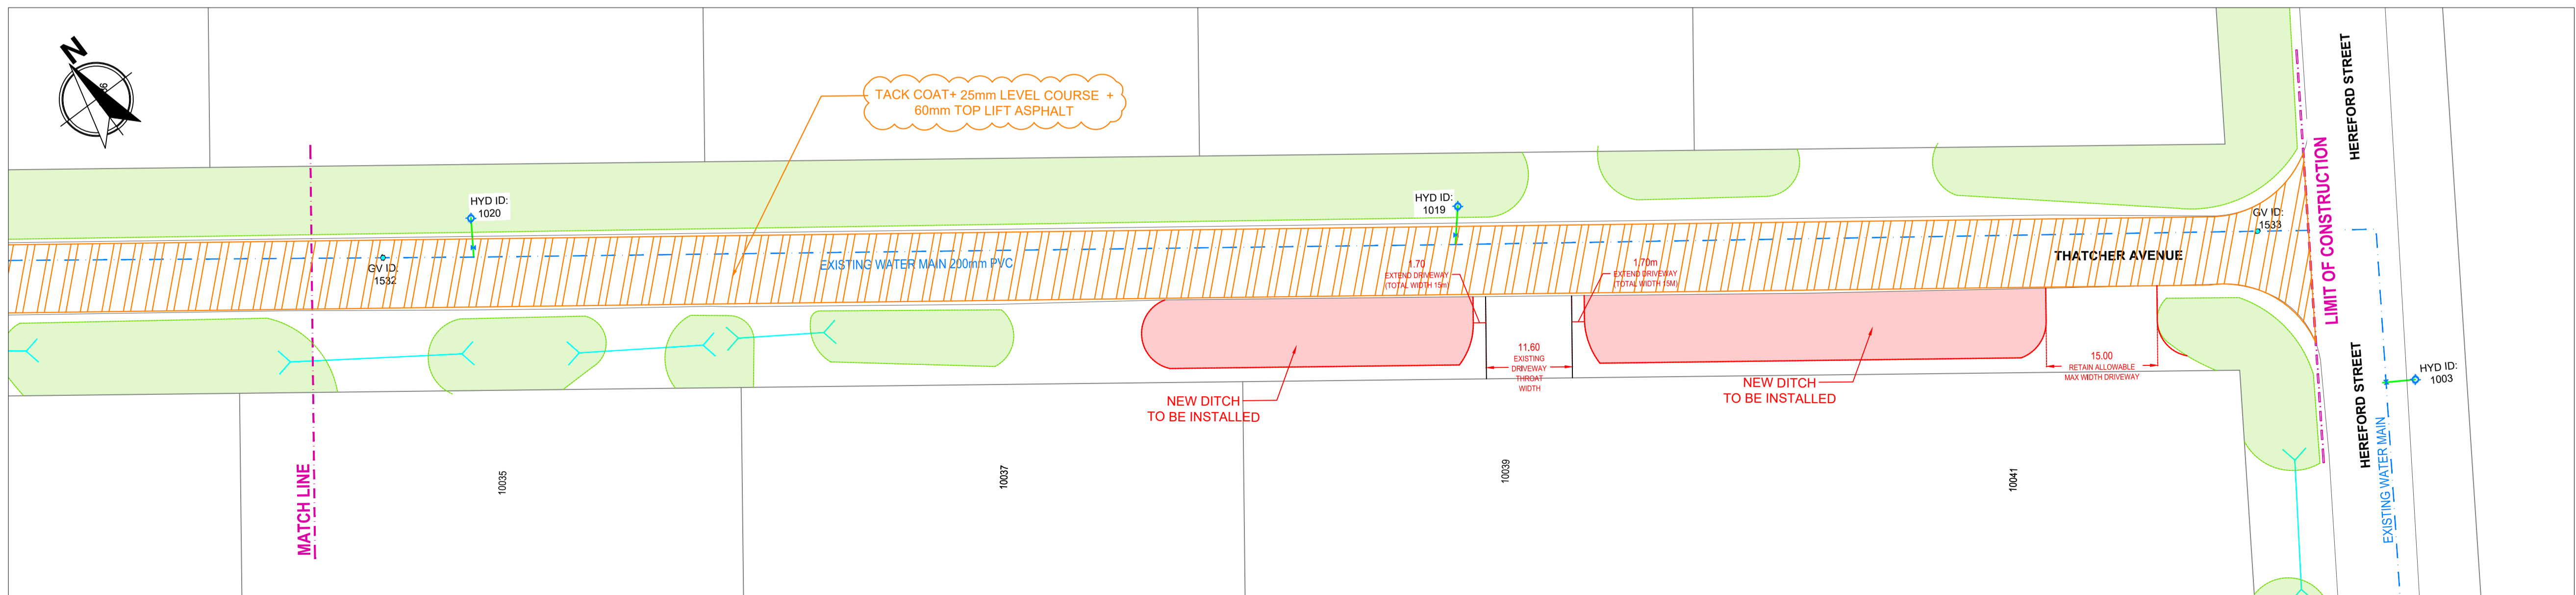 N
TACK COAT+ 25mm LEVEL COURSE +
60mm TOP LIFT ASPHALT
HEREFORD STREET
LIMIT OF CONSTRUCTION
HYD ID:
1020
HYD ID:
1019
GV ID:
1533
GV ID:
1532
EXISTING WATER MAIN 200mm PVC
THATCHER AVENUE
1.70
EXTEND DRIVEWAY
(TOTAL WIDTH 15m)
1.70m
EXTEND DRIVEWAY
(TOTAL WIDTH 15M)
11.60
EXISTING
DRIVEWAY
THROAT
WIDTH
15.00
RETAIN ALLOWABLE
MAX WIDTH DRIVEWAY
NEW DITCH
TO BE INSTALLED
NEW DITCH
TO BE INSTALLED
HYD ID:
1003
HEREFORD STREET
EXISTING WATER MAIN
MATCH LINE
10035
10037
10039
10041